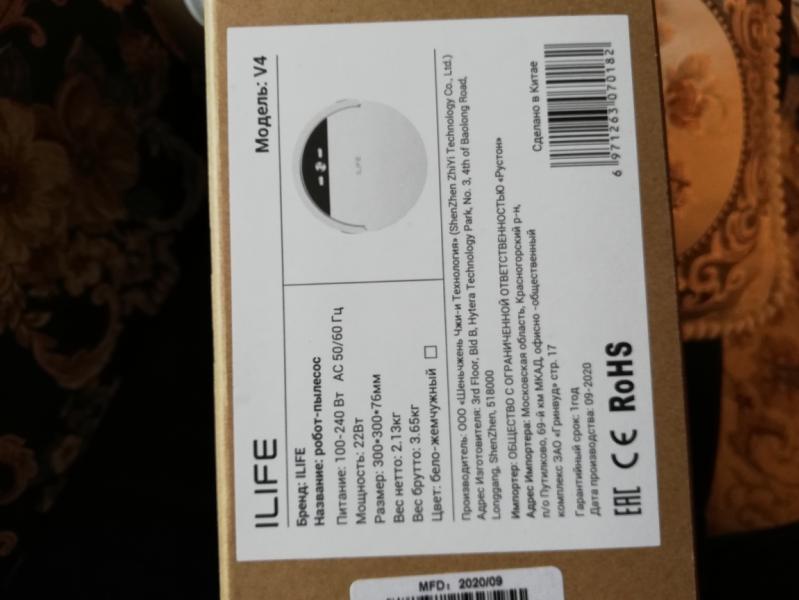 ILIFE
Модель: V4
Бренд: ILIFE
Название: робот-пылесос
Питание: 100-240 Вт АС 50/60 Гц
Мощность: 22Вт
Размер: 300*300*76мм
Вес нетто: 2.13кг
Вес брутто: 3.65кг
Цвет: бело-жемчужный
ILIFE
Производитель: ООО «Шеньчжень Чжи-и Технология» (ShenZhen ZhiYi Technology Co., Ltd.)
Адрес Изготовителя: 3rd Floor, Bld B, Hytera Technology Park, No. 3, 4th of Baolong Road,
Longgang, ShenZhen, 518000
Импортер: ОБЩЕСТВО С ОГРАНИЧЕННОЙ ОТВЕТСТВЕННОСТЬЮ «Рустон»
Адрес Импортера: Московская область, Красногорский р-н,
п/о Путилково, 69-й км МКАД, офисно -общественный
комплекс ЗАО «Гринвуд» стр. 17
Гарантийный срок: 1год
Дата производства: 09-2020
EAC CE RoHS
Сделано в Китае
6 971263 070182
MFD: 2020/09